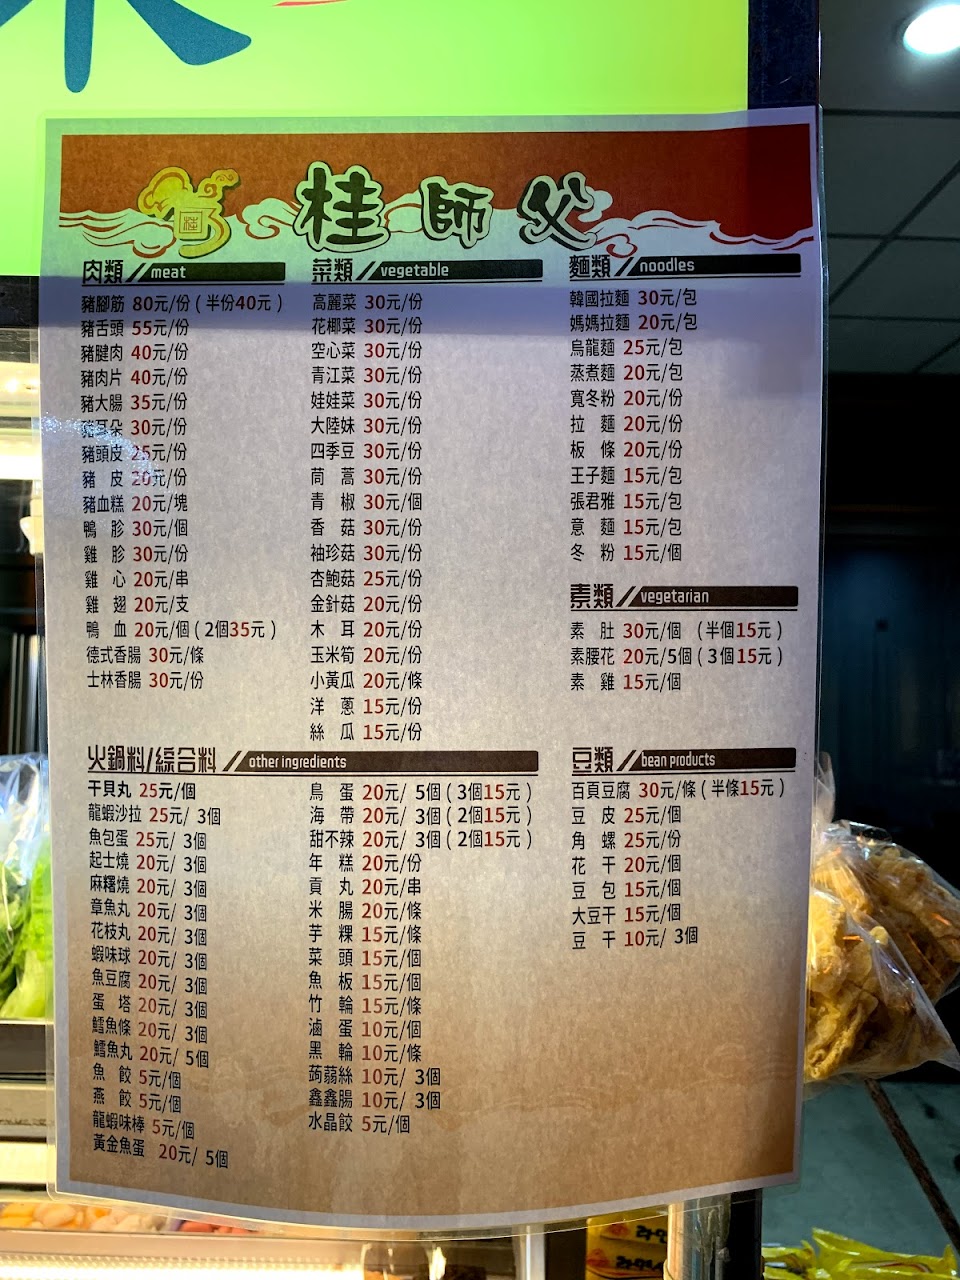 桂師父
肉類 meat
豬腳筋 80元/份 ( 半份40元 )
豬舌頭 55元/份
豬腱肉 40元/份
豬肉片 40元/份
豬大腸 35元/份
豬耳朵 30元/份
豬頭皮 25元/份
豬皮 20元/份
豬血糕 20元/塊
鴨胗 30元/個
雞胗 30元/份
雞心 20元/串
雞翅 20元/支
鴨血 20元/個 ( 2個35元 )
德式香腸 30元/條
士林香腸 30元/份
菜類 vegetable
高麗菜 30元/份
花椰菜 30元/份
空心菜 30元/份
青江菜 30元/份
娃娃菜 30元/份
大陸妹 30元/份
四季豆 30元/份
茼蒿 30元/份
青椒 30元/個
香菇 30元/份
袖珍菇 30元/份
杏鮑菇 25元/份
金針菇 20元/份
木耳 20元/份
玉米筍 20元/份
小黃瓜 20元/條
洋蔥 15元/份
絲瓜 15元/份
麵類 noodles
韓國拉麵 30元/包
媽媽拉麵 20元/包
烏龍麵 25元/包
蒸煮麵 20元/包
寬冬粉 20元/份
拉麵 20元/份
板條 20元/份
王子麵 15元/包
張君雅 15元/包
意麵 15元/包
冬粉 15元/個
素類 vegetarian
素肚 30元/個 ( 半個15元 )
素腰花 20元/5個 ( 3個15元 )
素雞 15元/個
火鍋料/綜合料 other ingredients
干貝丸 25元/個
龍蝦沙拉 25元/ 3個
魚包蛋 25元/ 3個
起士燒 20元/ 3個
麻糬燒 20元/ 3個
章魚丸 20元/ 3個
花枝丸 20元/ 3個
蝦味球 20元/ 3個
魚豆腐 20元/ 3個
蛋塔 20元/ 3個
鱈魚條 20元/ 3個
鱈魚丸 20元/ 5個
魚餃 5元/個
燕餃 5元/個
龍蝦味棒 5元/個
黃金魚蛋 20元/ 5個
鳥蛋 20元/ 5個 ( 3個15元 )
海帶 20元/ 3個 ( 2個15元 )
甜不辣 20元/ 3個 ( 2個15元 )
年糕 20元/份
貢丸 20元/串
米腸 20元/條
芋粿 15元/條
菜頭 15元/個
魚板 15元/個
竹輪 15元/條
滷蛋 10元/個
黑輪 10元/條
蒟蒻絲 10元/ 3個
鑫鑫腸 10元/ 3個
水晶餃 5元/個
豆類 bean products
百頁豆腐 30元/條 ( 半條15元 )
豆皮 25元/個
角螺 25元/份
花干 20元/個
豆包 15元/個
大豆干 15元/個
豆干 10元/ 3個